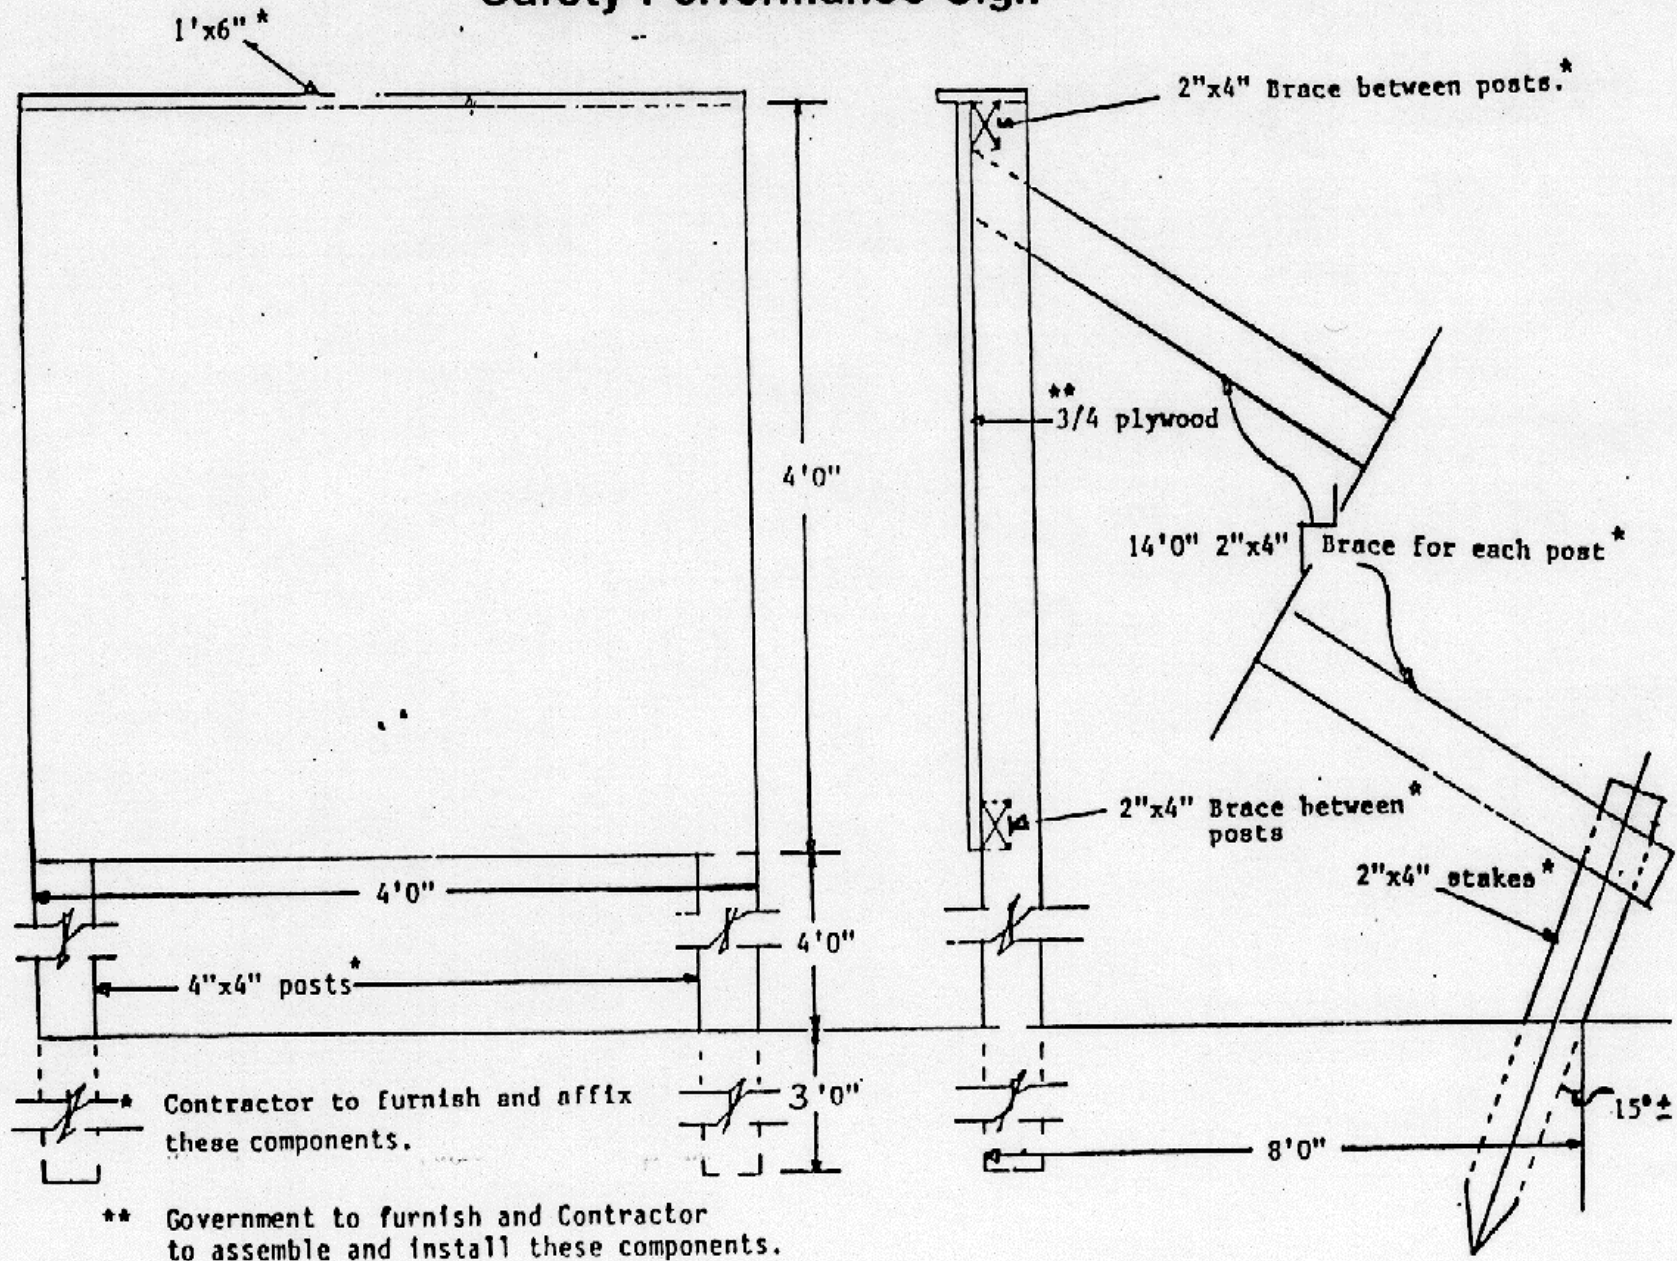 Safety Performance Sign
1'x6" *
2"x4" Brace between posts.*
4'0"
**
3/4 plywood
14'0" 2"x4" Brace for each post*
2"x4" Brace between*
posts
2"x4" stakes*
4'0"
4'0"
4"x4" posts*
3'0"
15°±
8'0"
* Contractor to furnish and affix
these components.
** Government to furnish and Contractor
to assemble and install these components.